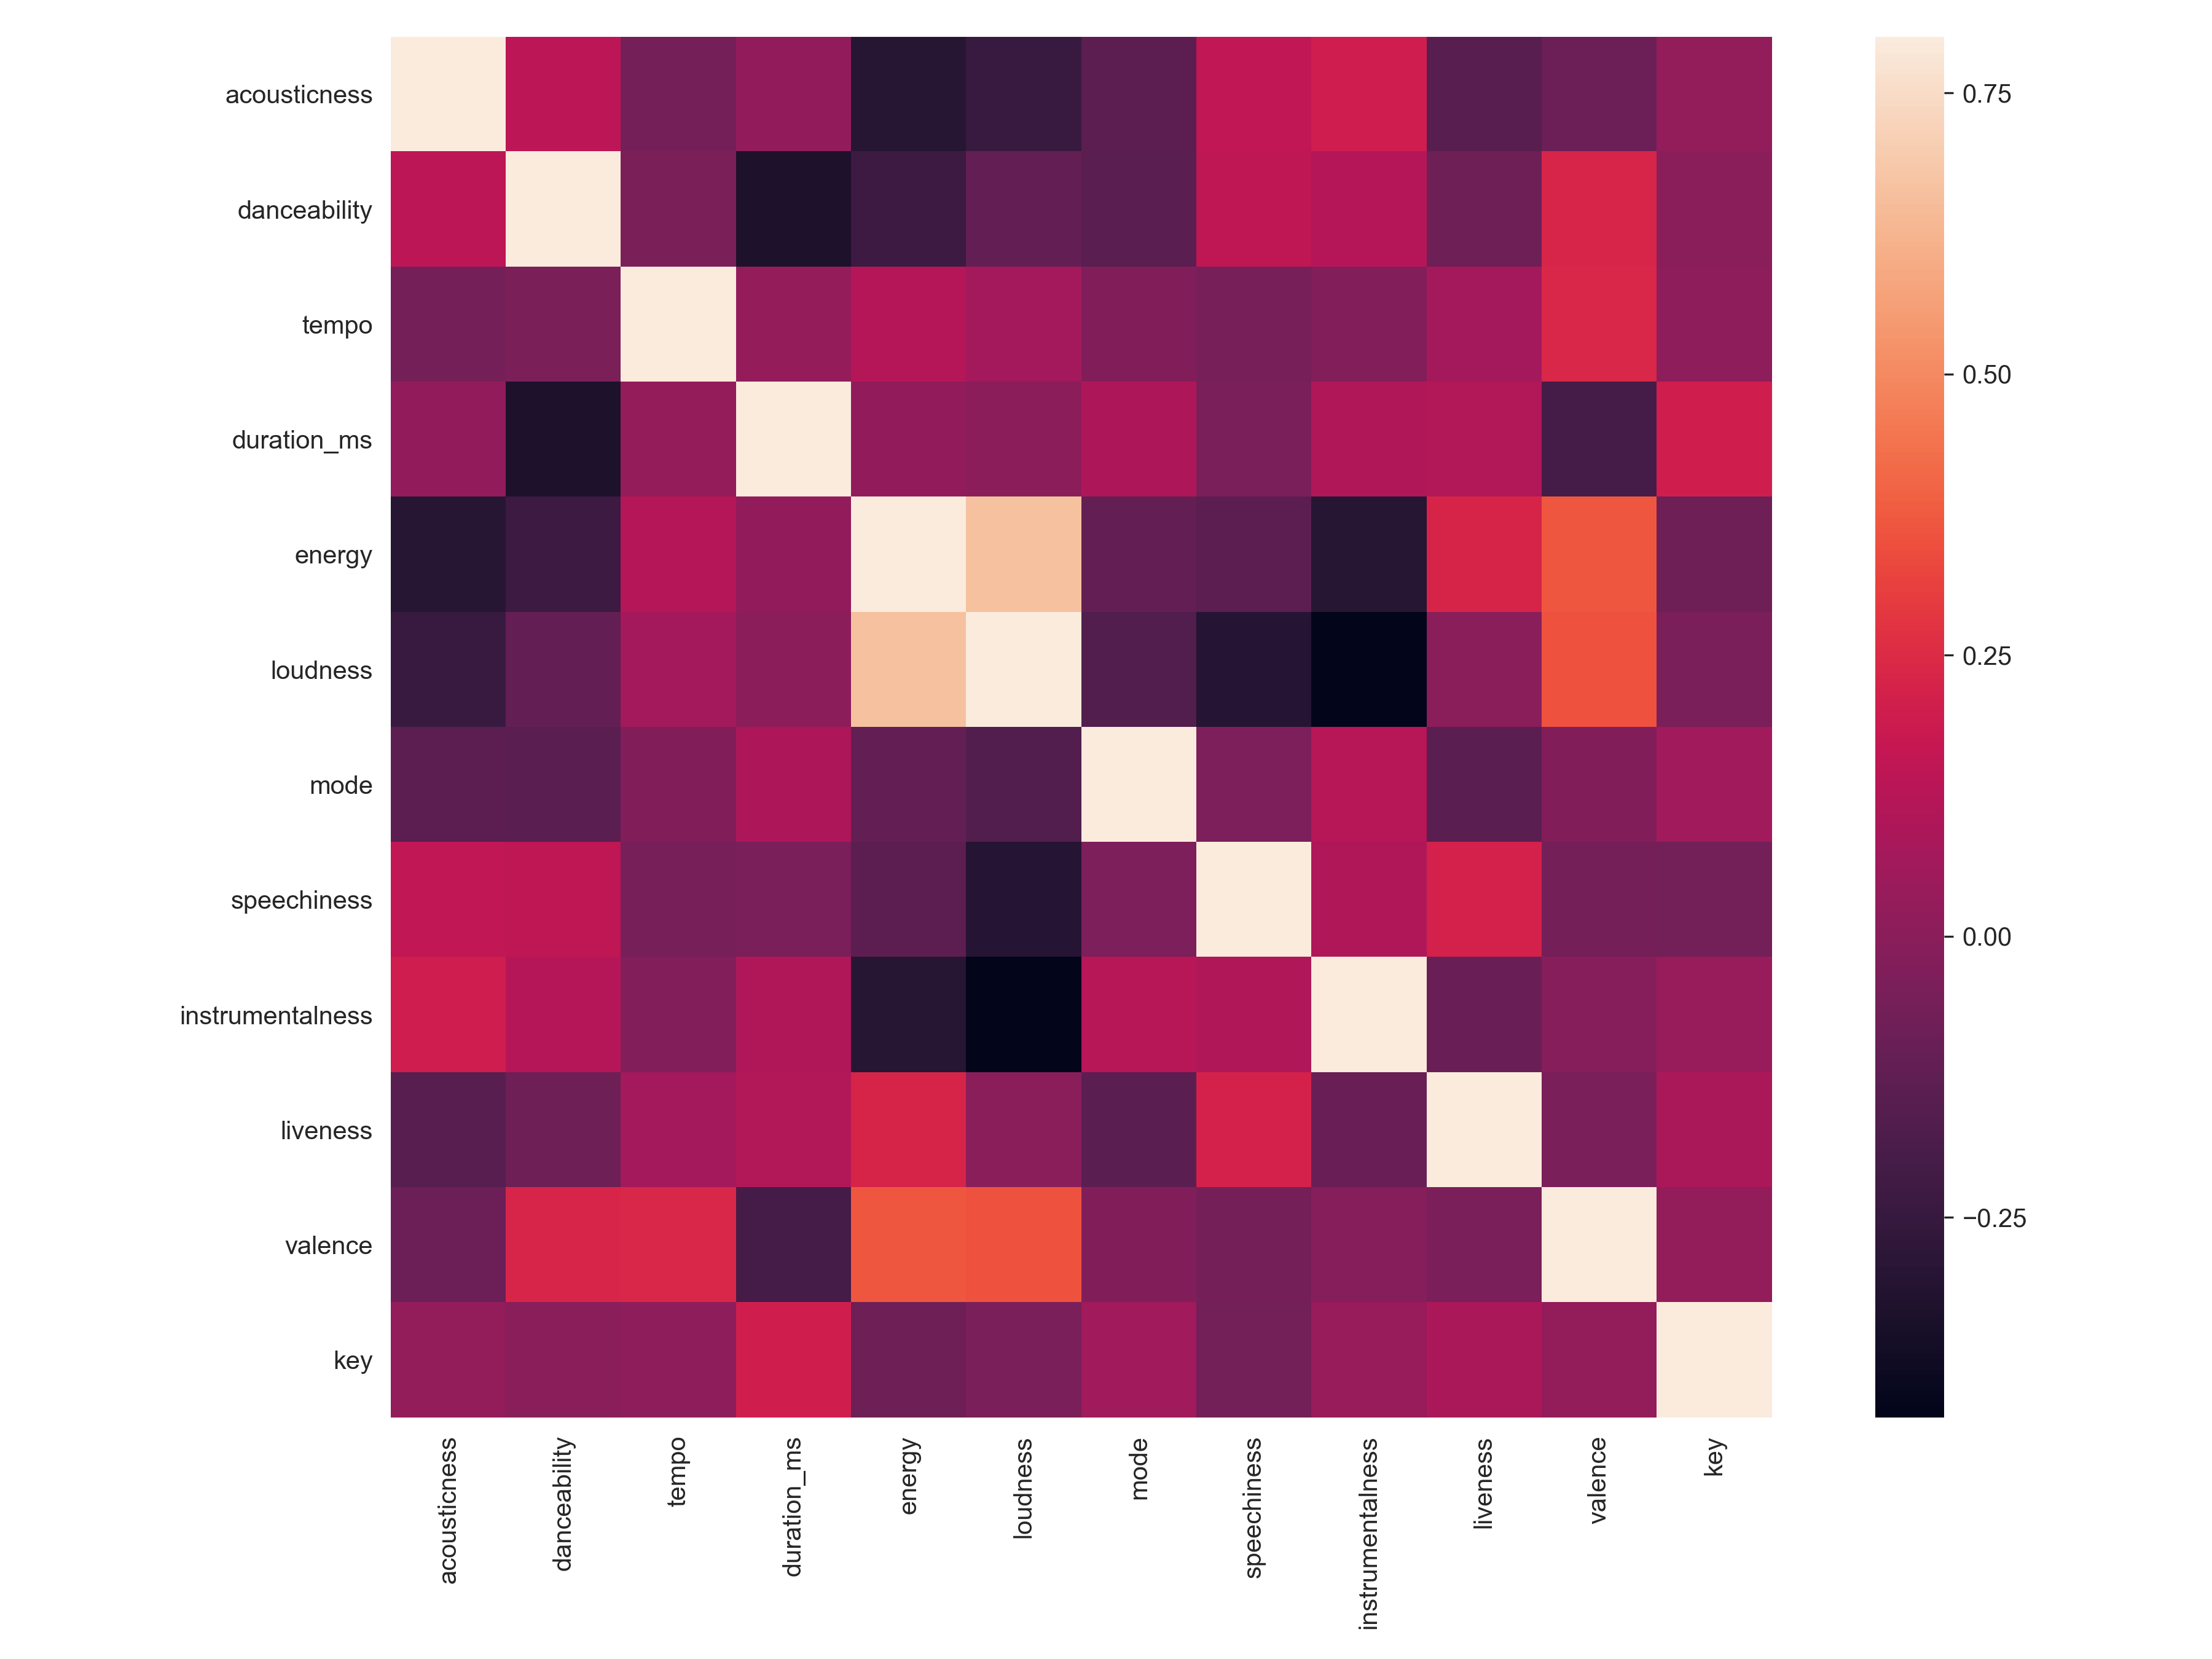 acousticness
danceability
tempo
duration_ms
energy
loudness
mode
speechiness
instrumentalness
liveness
valence
key
acousticness
danceability
tempo
duration_ms
energy
loudness
mode
speechiness
instrumentalness
liveness
valence
key
0.75
0.50
0.25
0.00
−0.25